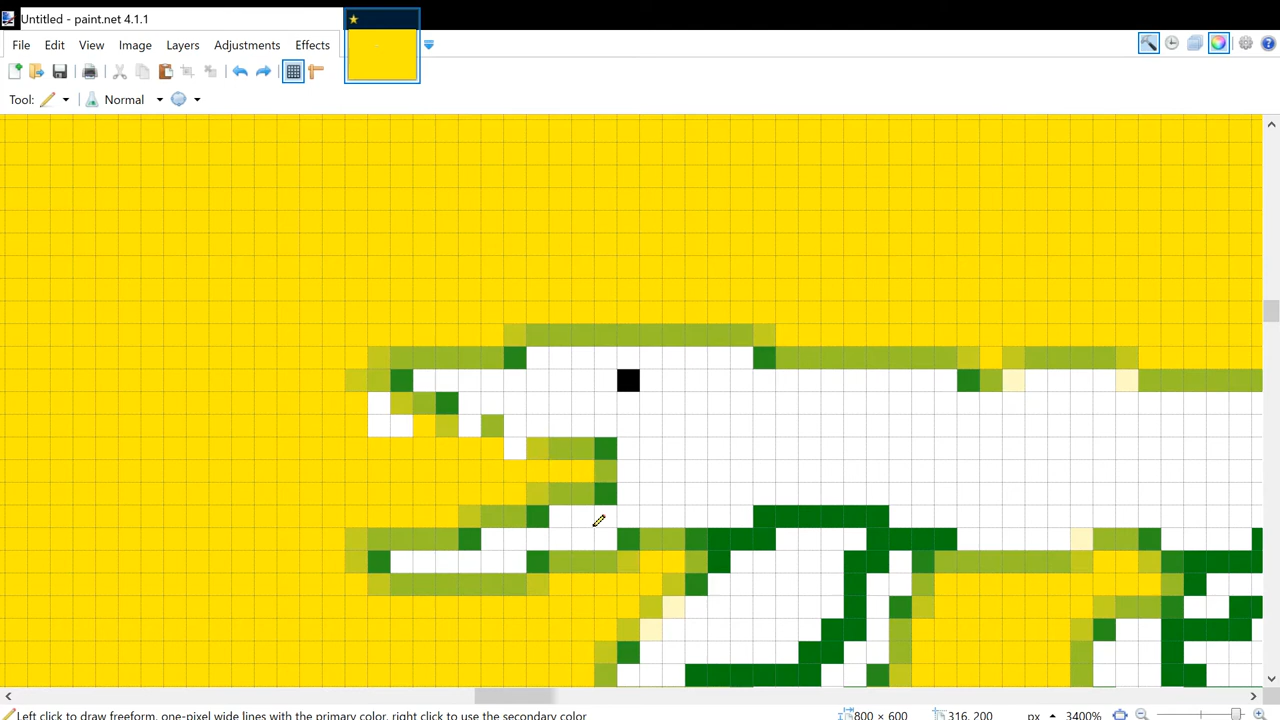 Untitled - paint.net 4.1.1
File Edit View Image Layers Adjustments Effects
Tool: Normal
Left click to draw freeform, one-pixel wide lines with the primary color, right click to use the secondary color 800 × 600 316, 200 px 3400%